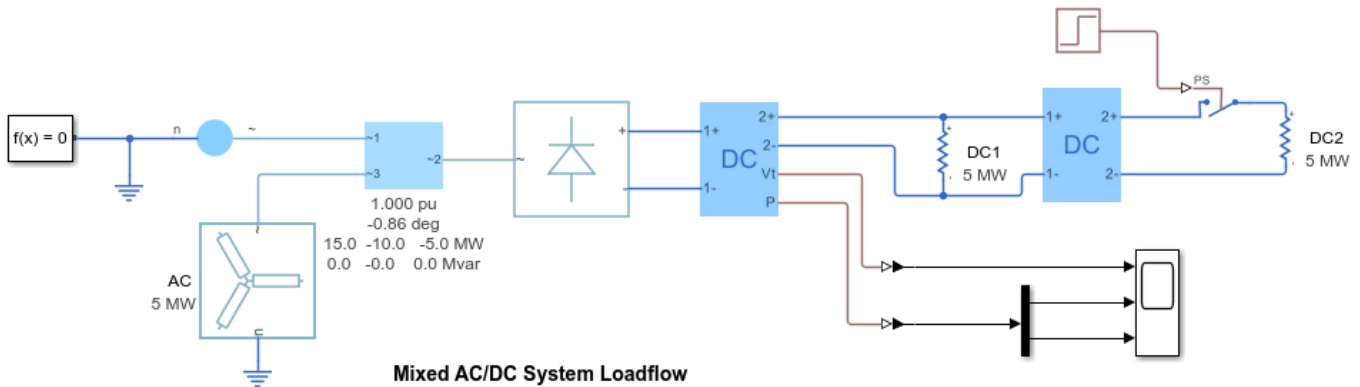 PS
f(x) = 0
n
~
~1
~2
~3
~
+
-
1+
1-
DC
2+
2-
Vt
P
+
-
DC1
5 MW
1+
1-
DC
2+
2-
+
-
DC2
5 MW
1.000 pu
-0.86 deg
15.0 -10.0 -5.0 MW
0.0 -0.0 0.0 Mvar
AC
5 MW
~
n
Mixed AC/DC System Loadflow